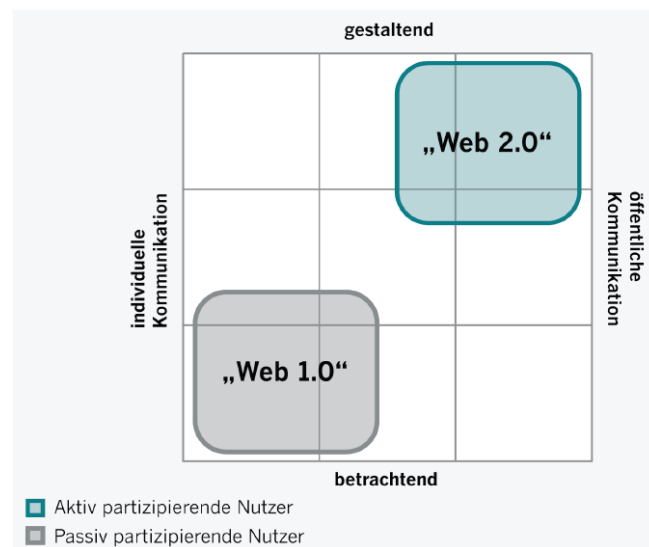 gestaltend
„Web 2.0“
individuelle
Kommunikation
öffentliche
Kommunikation
„Web 1.0“
betrachtend
Aktiv partizipierende Nutzer
Passiv partizipierende Nutzer